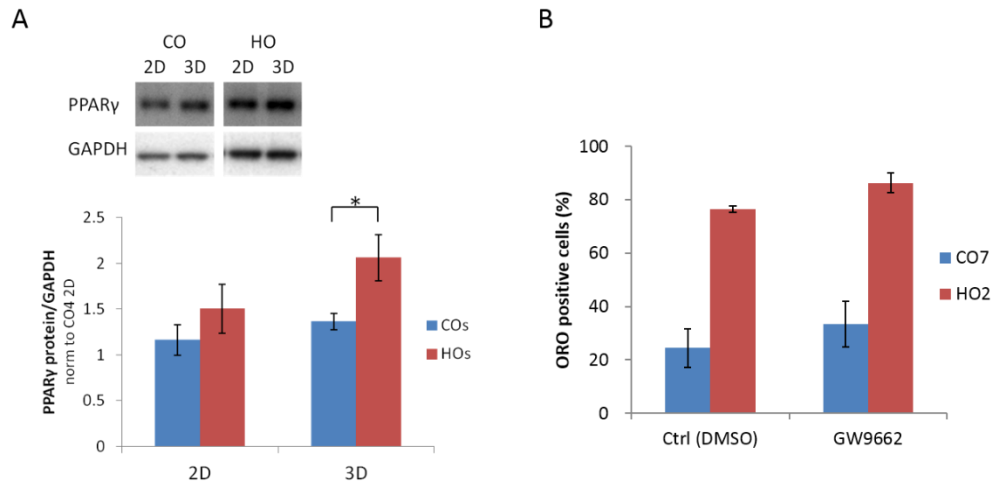 A
CO HO
2D 3D 2D 3D
PPARγ
GAPDH
PPARγ protein/GAPDH
norm to CO4 2D
2.5
2
1.5
1
0.5
0
*
COs
HOs
2D 3D
B
ORO positive cells (%)
100
80
60
40
20
0
CO7
HO2
Ctrl (DMSO) GW9662